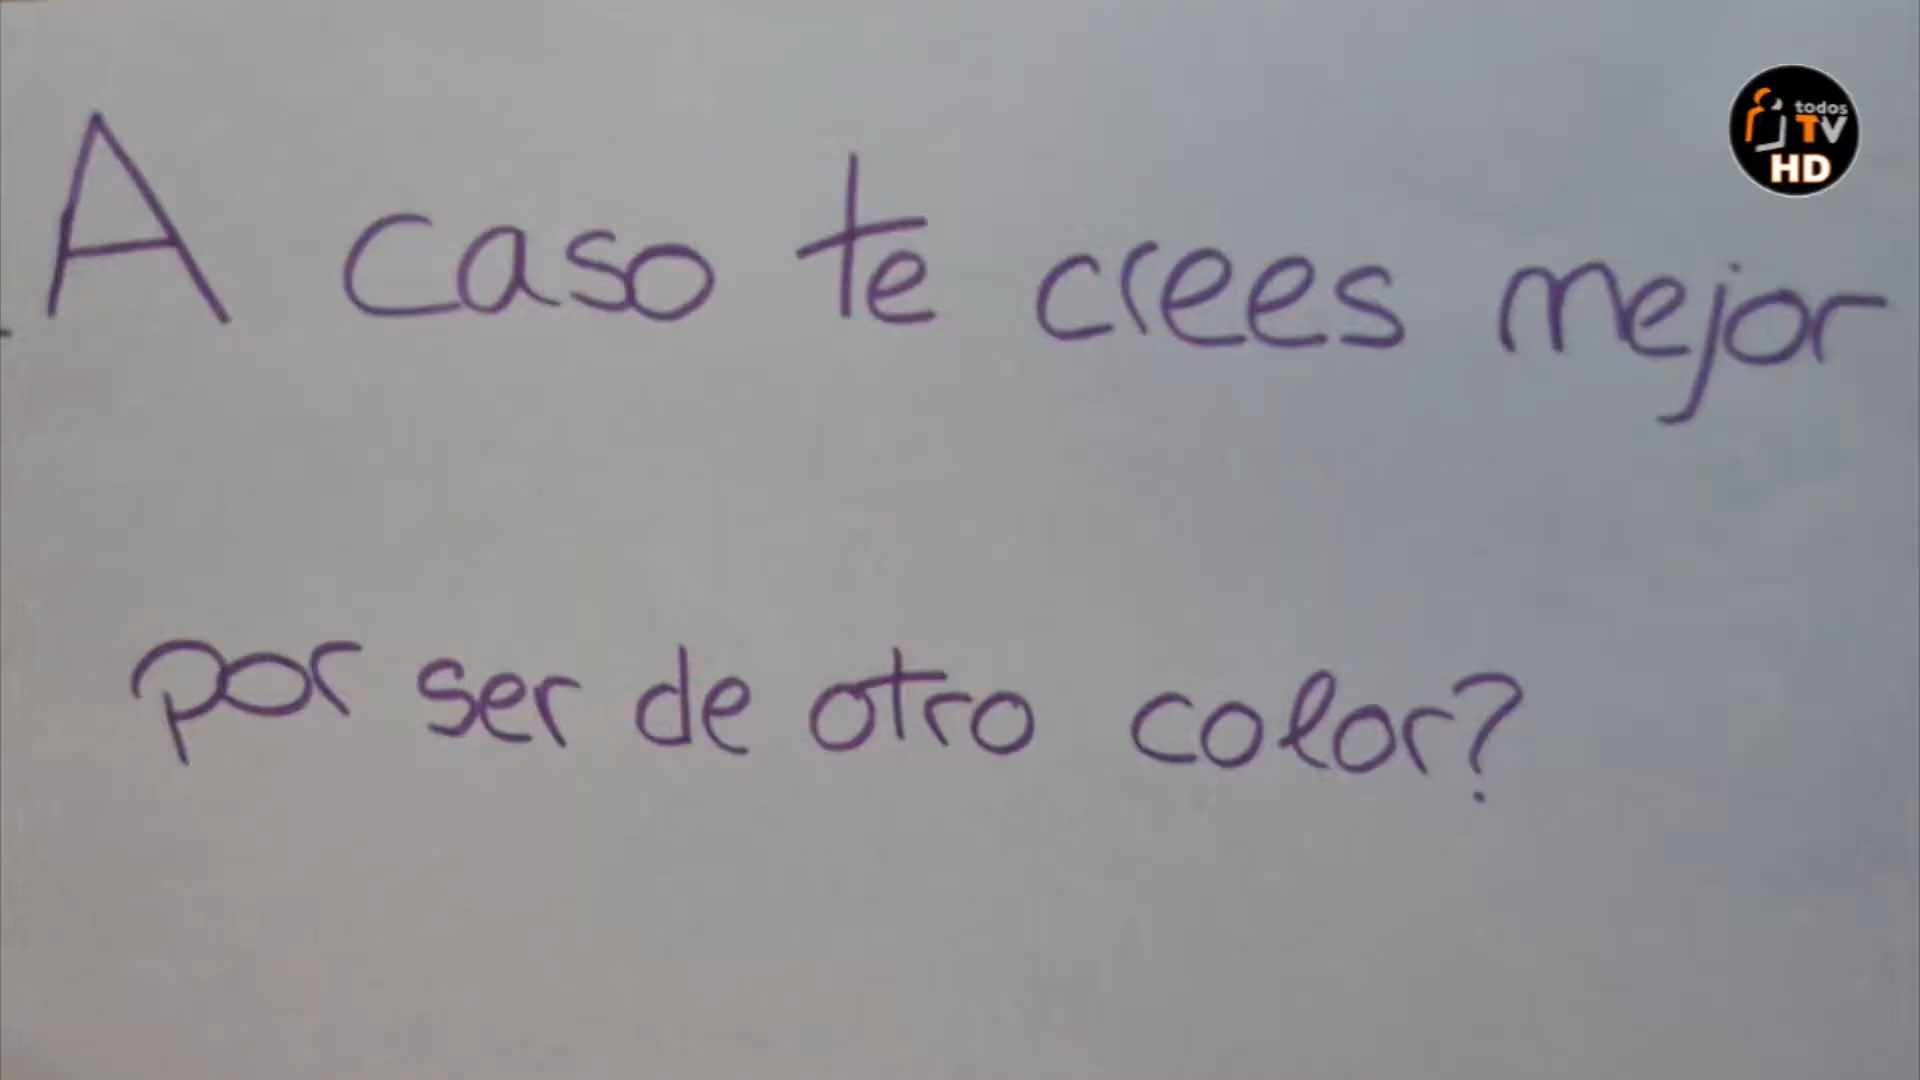 A caso te crees mejor
por ser de otro color?
todos
TV
HD